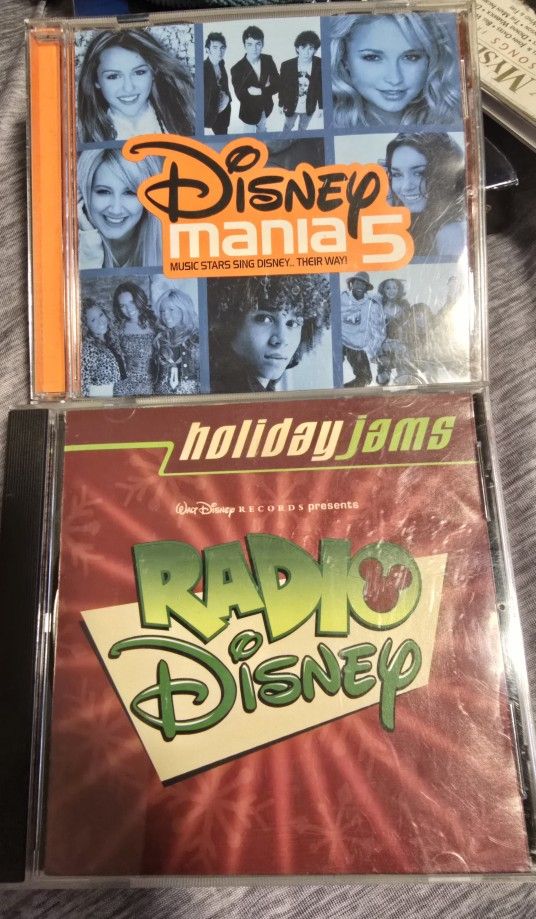 DISNEY
mania 5
MUSIC STARS SING DISNEY.. THEIR WAY!
holiday jams
Walt Disney RECORDS presents
RADIO
DISNEY